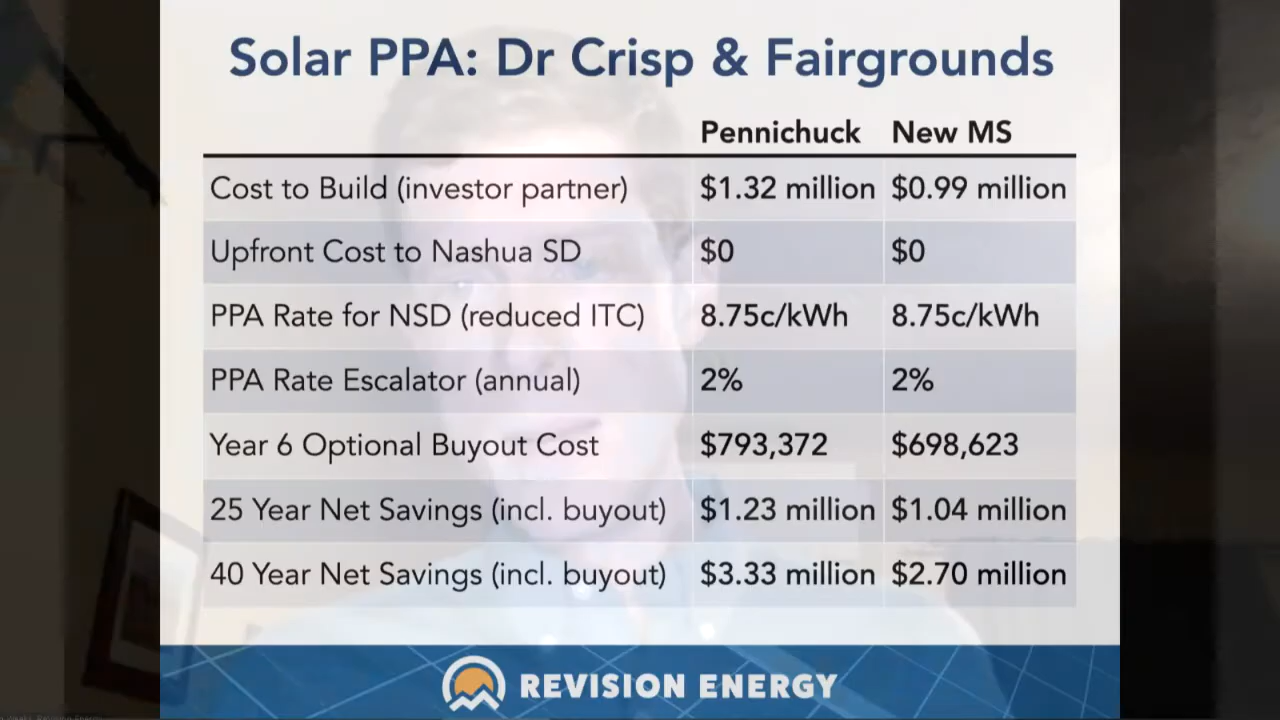 Solar PPA: Dr Crisp & Fairgrounds
Pennichuck New MS
Cost to Build (investor partner) $1.32 million $0.99 million
Upfront Cost to Nashua SD $0 $0
PPA Rate for NSD (reduced ITC) 8.75c/kWh 8.75c/kWh
PPA Rate Escalator (annual) 2% 2%
Year 6 Optional Buyout Cost $793,372 $698,623
25 Year Net Savings (incl. buyout) $1.23 million $1.04 million
40 Year Net Savings (incl. buyout) $3.33 million $2.70 million
REVISION ENERGY